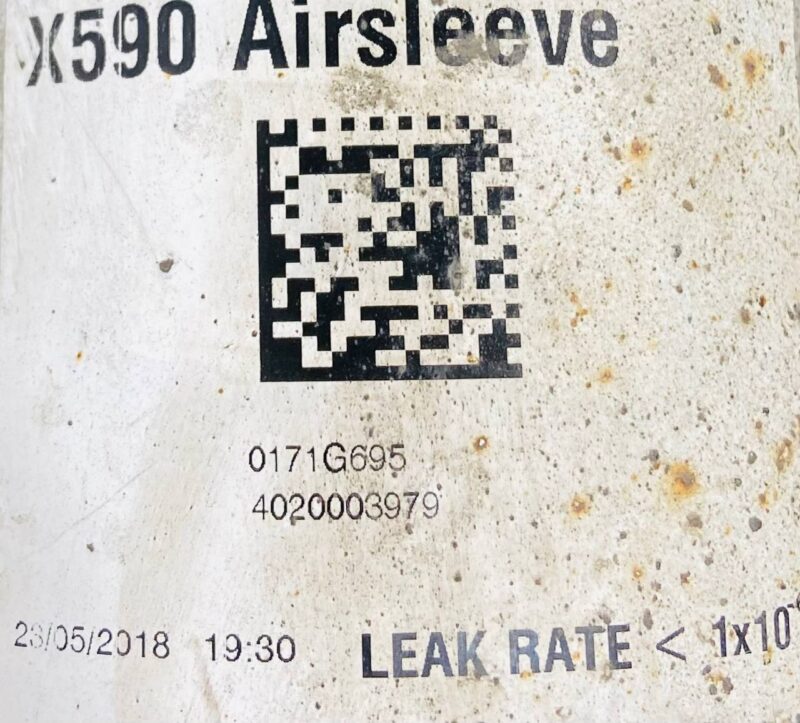 X590 Airsleeve
0171G695
4020003979
23/05/2018 19:30 LEAK RATE < 1x10